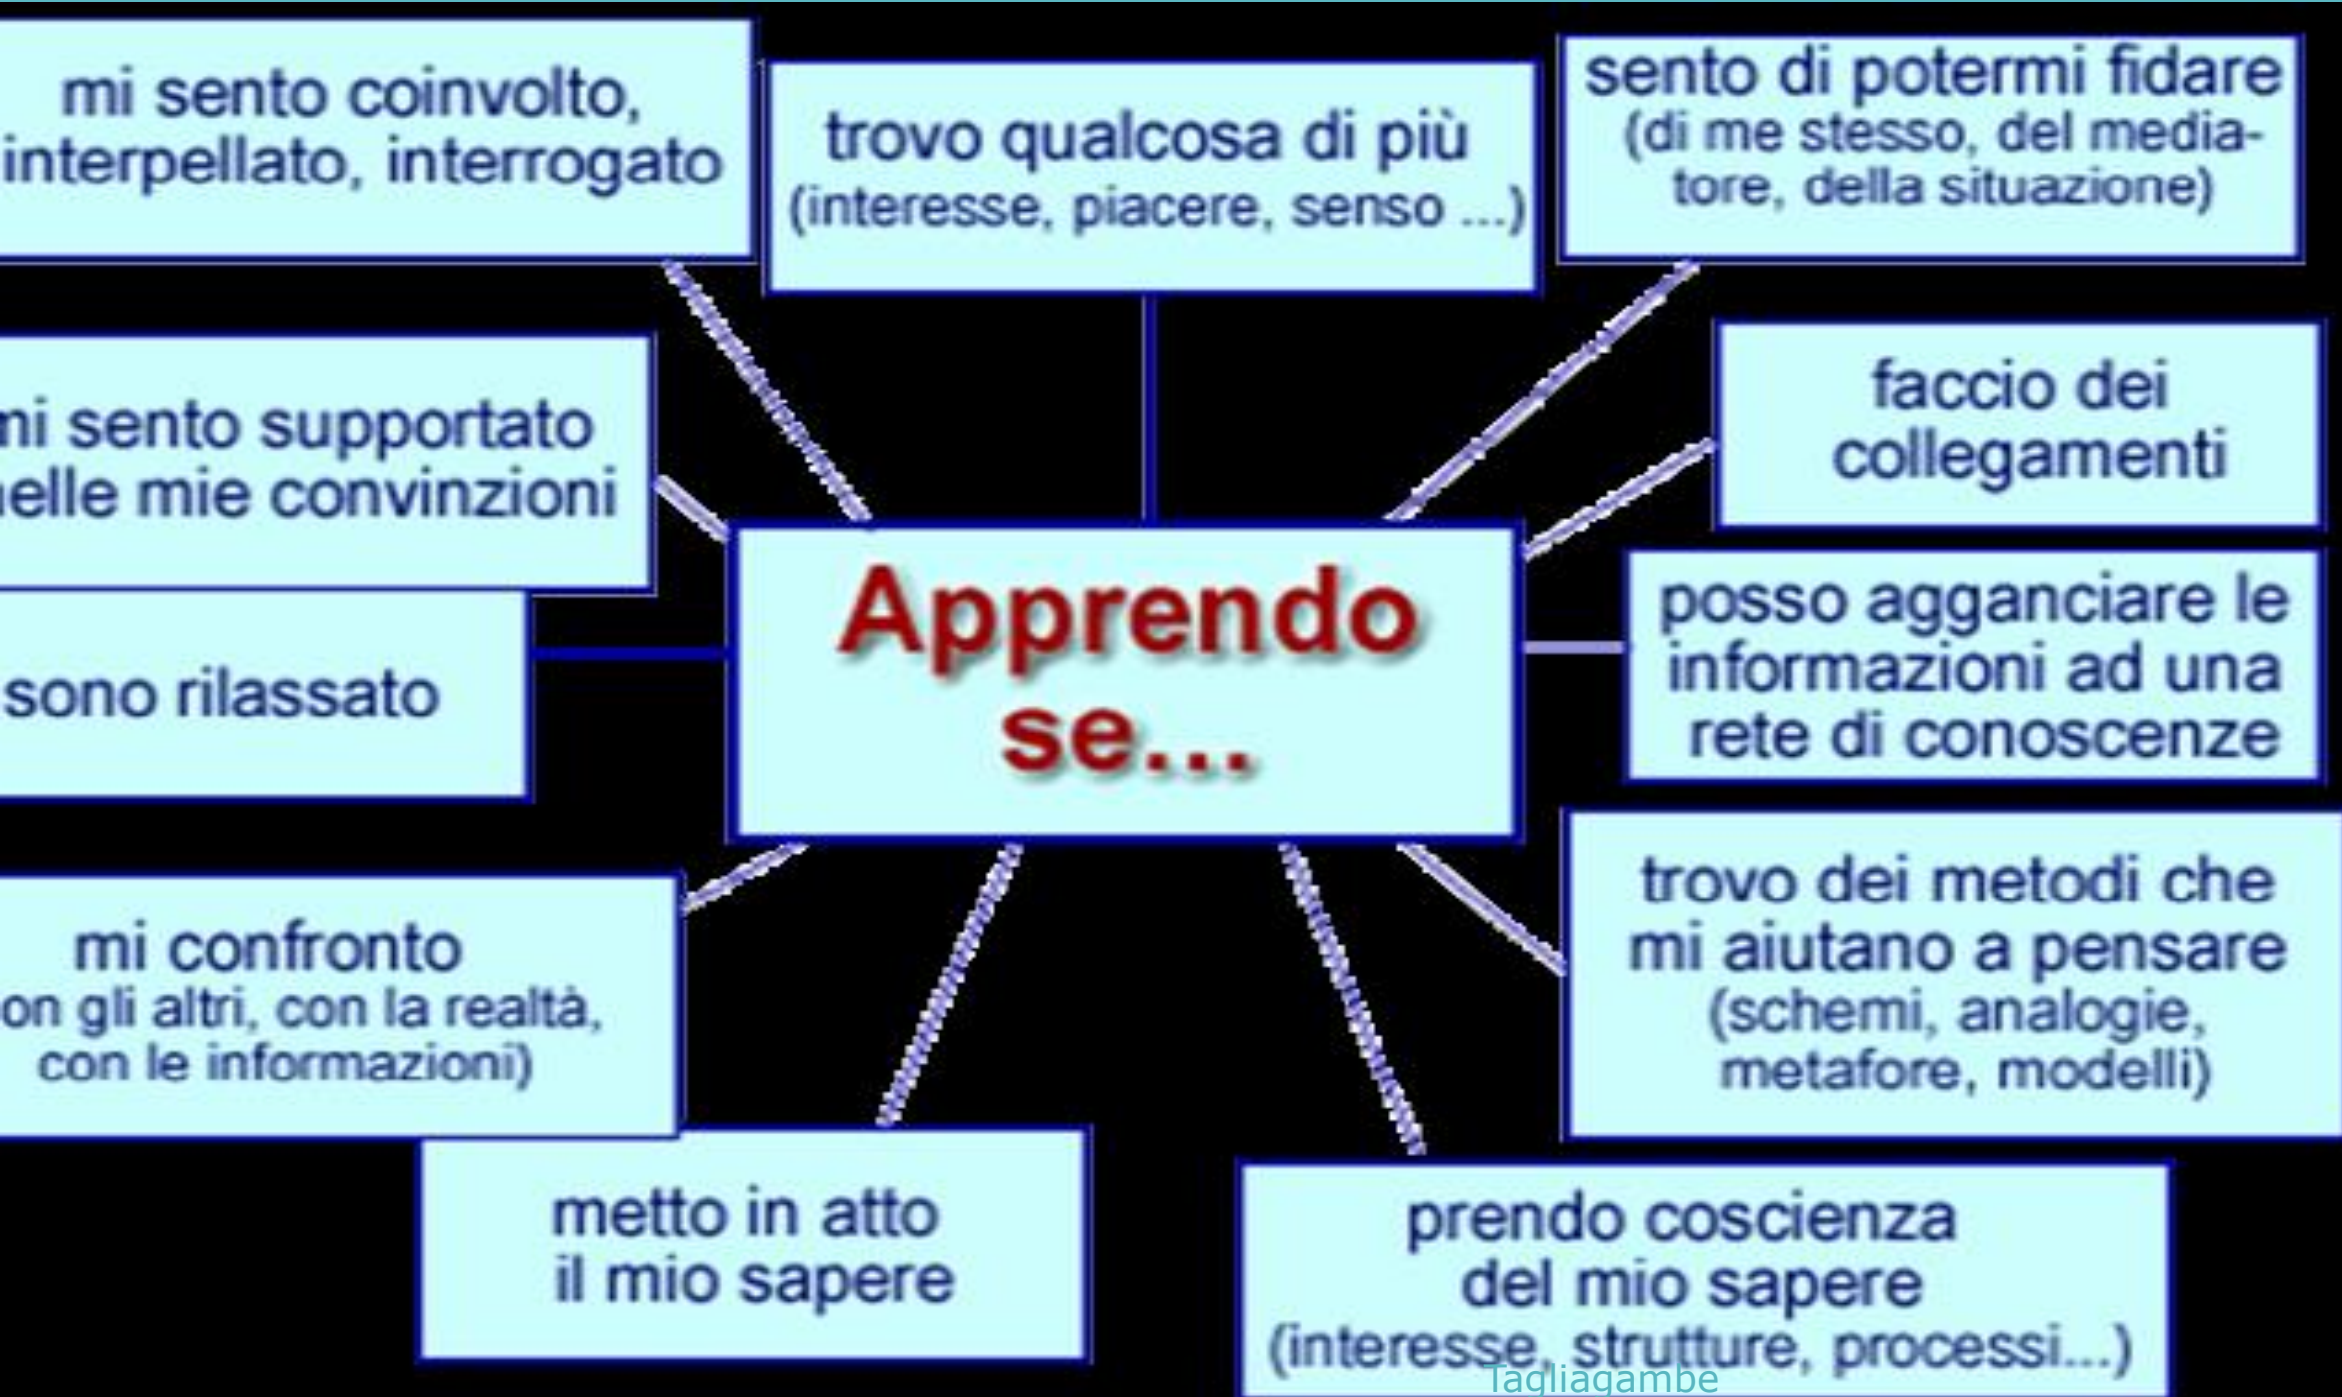 mi sento coinvolto,
interpellato, interrogato
trovo qualcosa di più
(interesse, piacere, senso ...)
sento di potermi fidare
(di me stesso, del media-
tore, della situazione)
mi sento supportato
nelle mie convinzioni
faccio dei
collegamenti
Apprendo
se...
sono rilassato
posso agganciare le
informazioni ad una
rete di conoscenze
mi confronto
on gli altri, con la realtà,
con le informazioni)
trovo dei metodi che
mi aiutano a pensare
(schemi, analogie,
metafore, modelli)
metto in atto
il mio sapere
prendo coscienza
del mio sapere
(interesse, strutture, processi...)
Tagliagambe